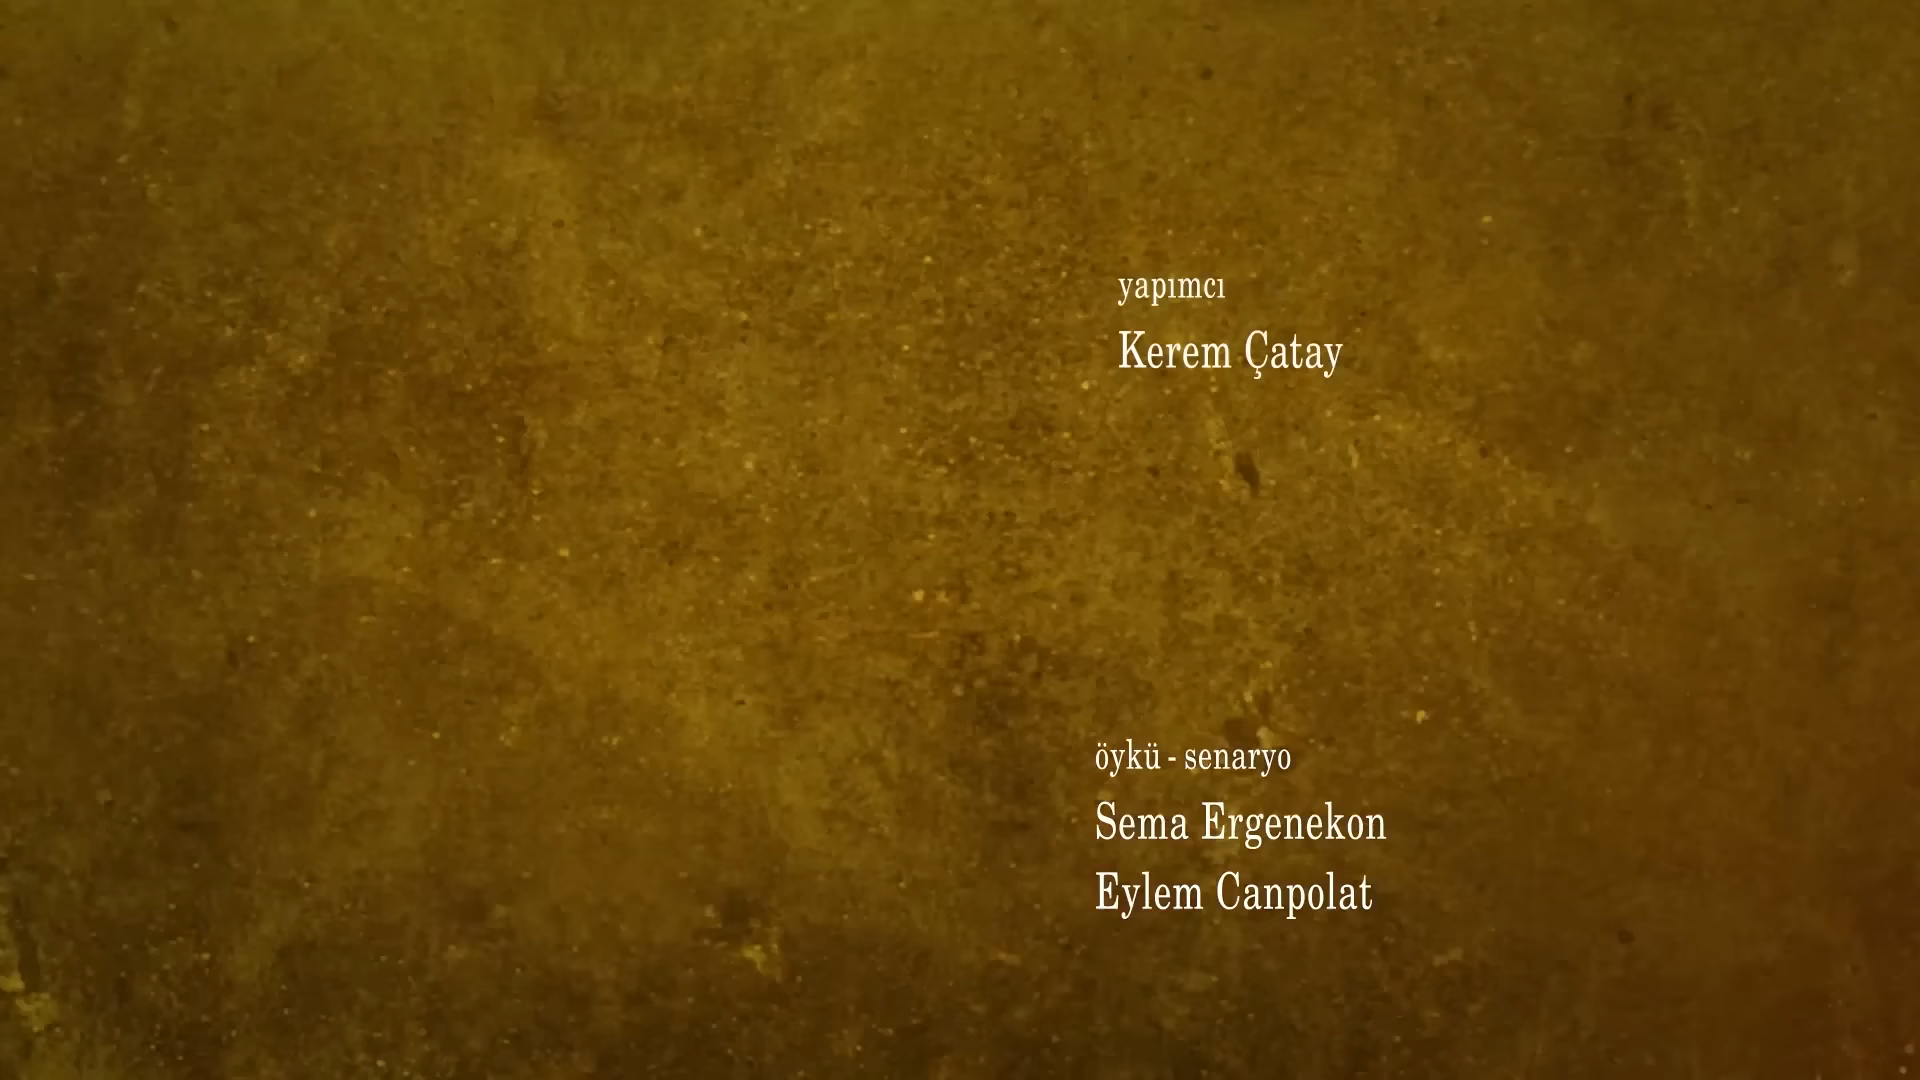 yapımcı
Kerem Çatay
öykü - senaryo
Sema Ergenekon
Eylem Canpolat